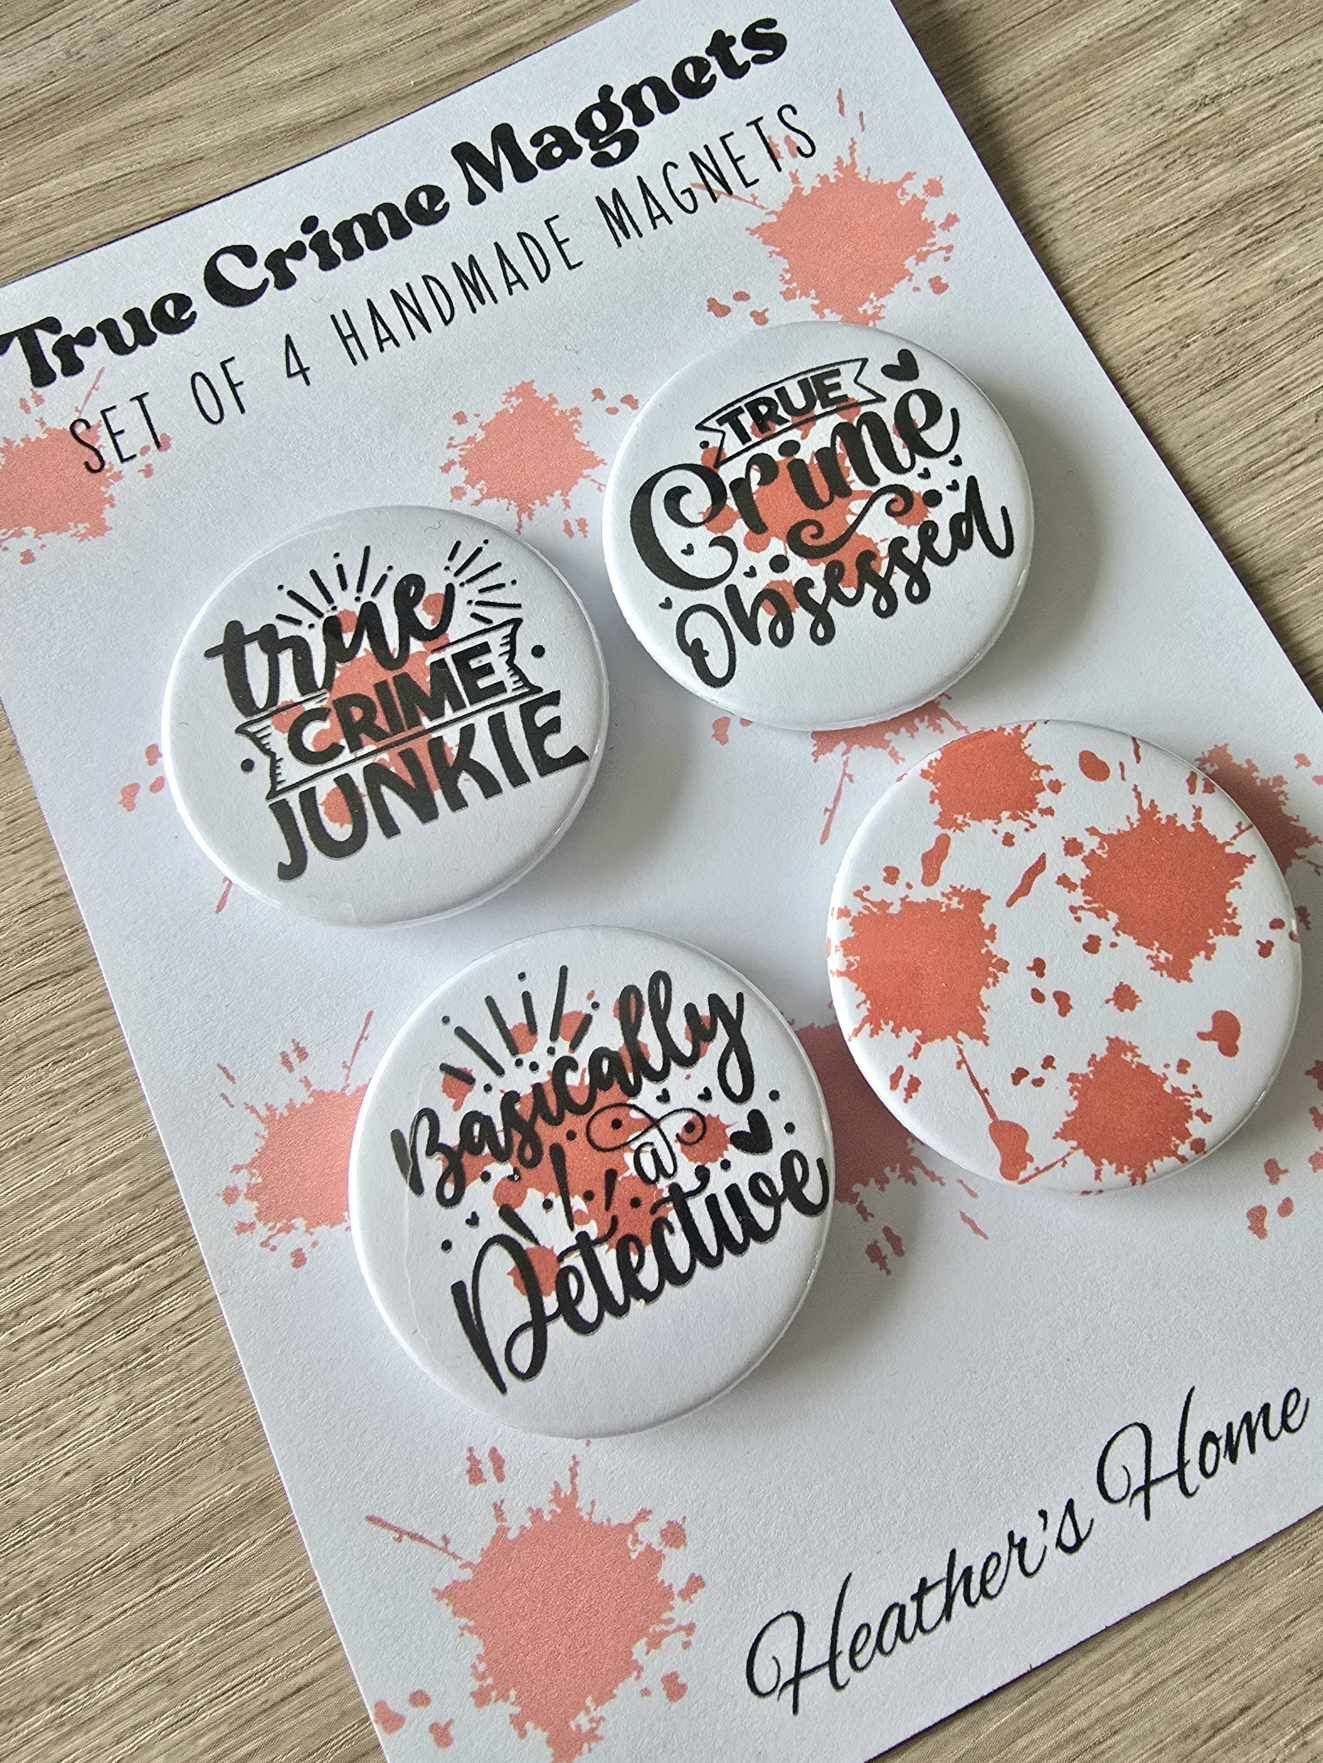 True Crime Magnets
SET OF 4 HANDMADE MAGNETS
true
CRIME
JUNKIE
TRUE
Crime
Obsessed
Basically
a
Detective
Heather's Home